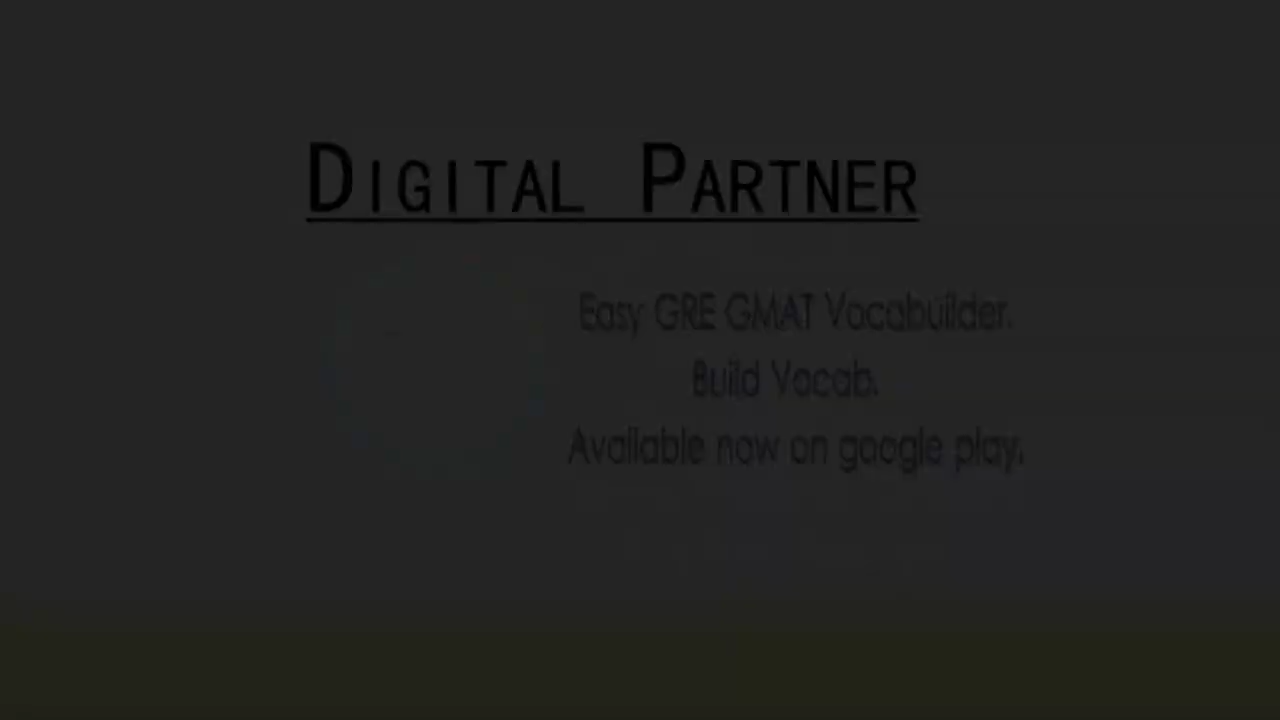 DIGITAL PARTNER
Easy GRE GMAT Vocabuilder.
Build Vocab.
Available now on google play.